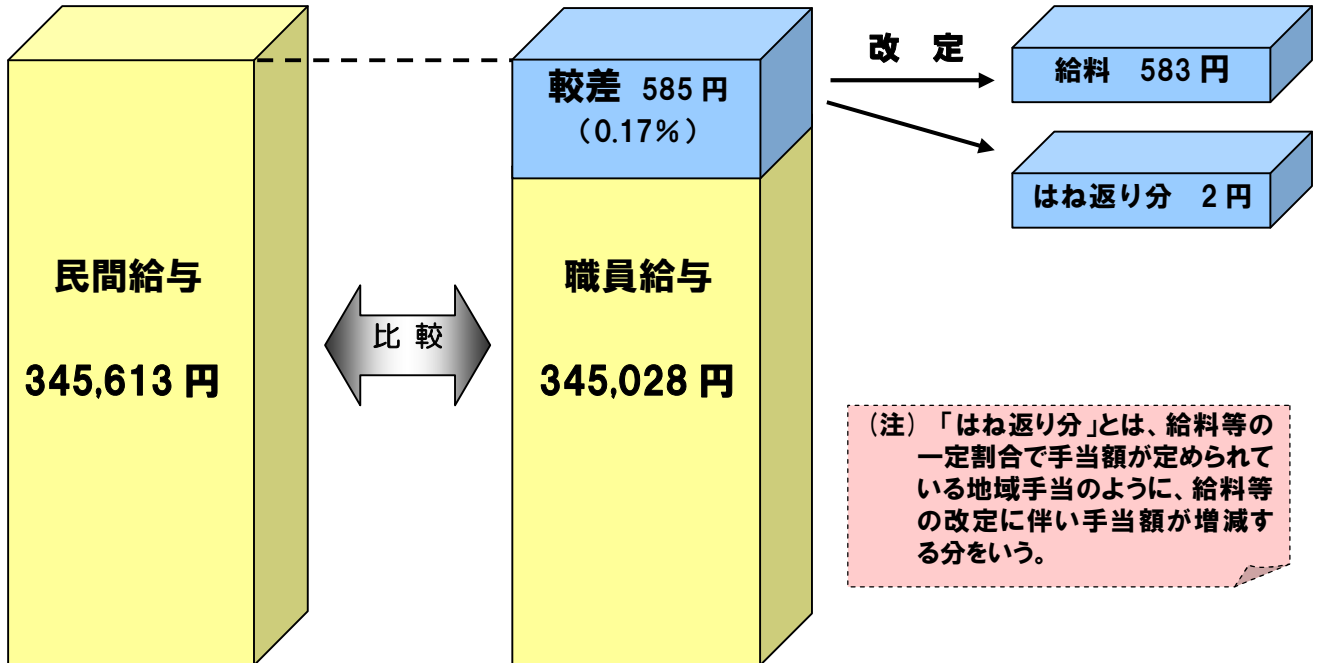 民間給与
345,613 円
比 較
較差 585 円
（0.17％）
職員給与
345,028 円
改 定
給料 583 円
はね返り分 2 円
（注）「はね返り分」とは、給料等の
一定割合で手当額が定められて
いる地域手当のように、給料等
の改定に伴い手当額が増減す
る分をいう。